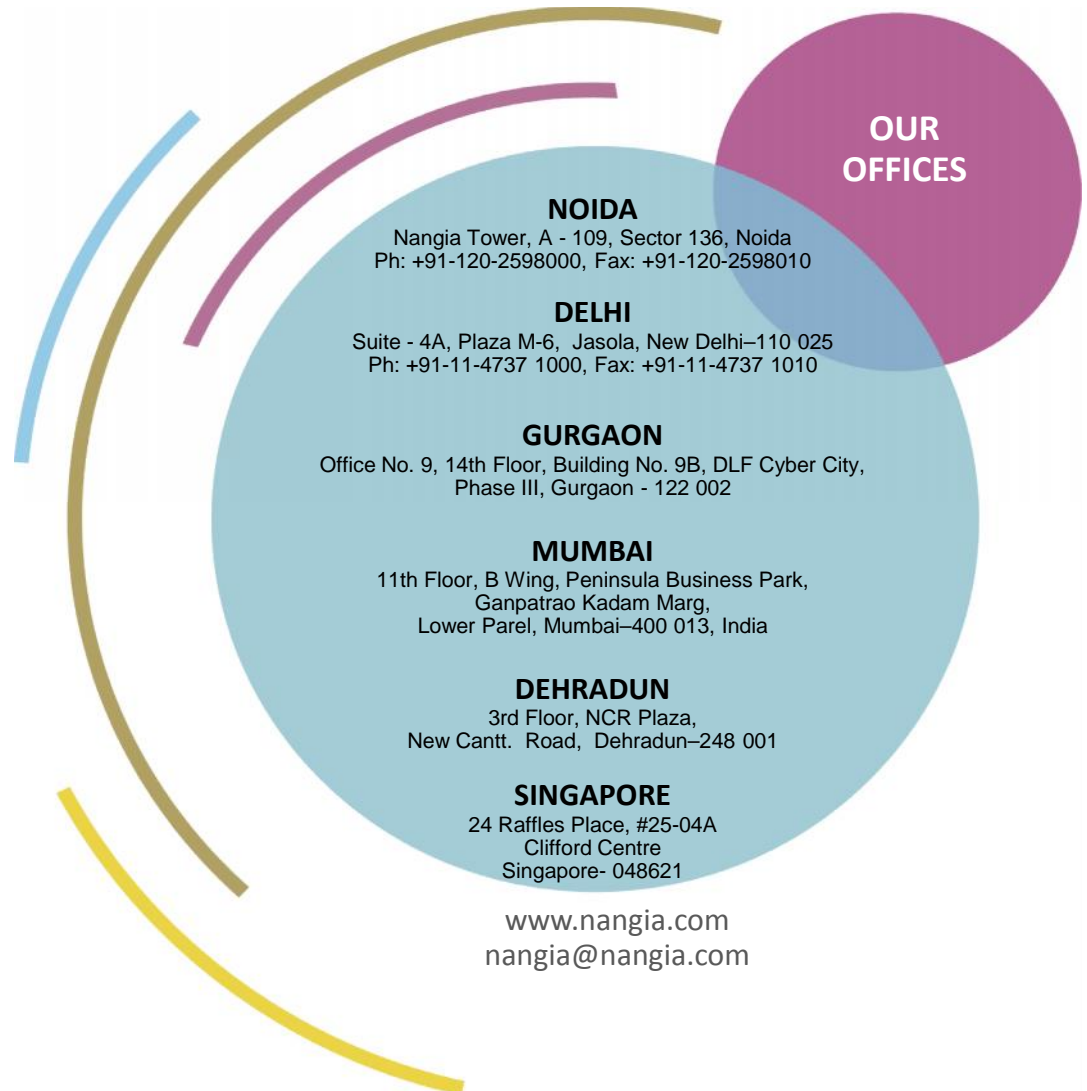 OUR
OFFICES
NOIDA
Nangia Tower, A - 109, Sector 136, Noida
Ph: +91-120-2598000, Fax: +91-120-2598010
DELHI
Suite - 4A, Plaza M-6, Jasola, New Delhi–110 025
Ph: +91-11-4737 1000, Fax: +91-11-4737 1010
GURGAON
Office No. 9, 14th Floor, Building No. 9B, DLF Cyber City,
Phase III, Gurgaon - 122 002
MUMBAI
11th Floor, B Wing, Peninsula Business Park,
Ganpatrao Kadam Marg,
Lower Parel, Mumbai–400 013, India
DEHRADUN
3rd Floor, NCR Plaza,
New Cantt. Road, Dehradun–248 001
SINGAPORE
24 Raffles Place, #25-04A
Clifford Centre
Singapore- 048621
www.nangia.com
nangia@nangia.com